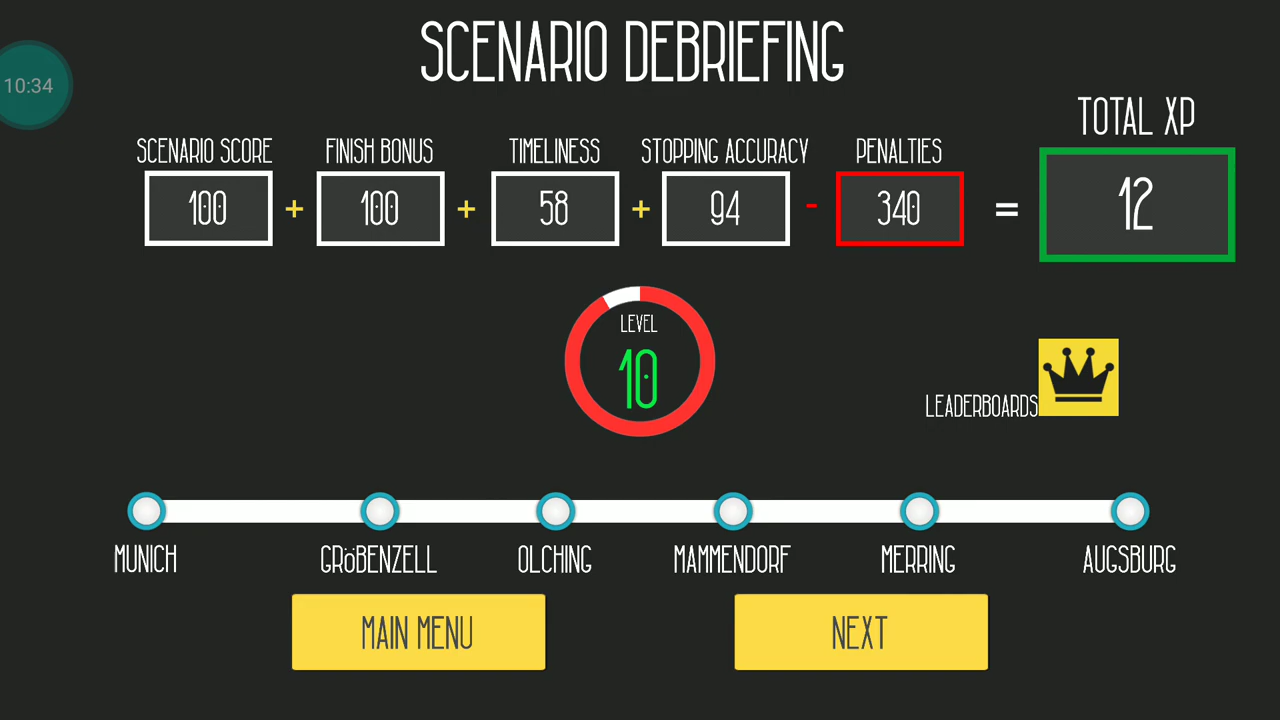 SCENARIO DEBRIEFING
10:34
TOTAL XP
SCENARIO SCORE FINISH BONUS TIMELINESS STOPPING ACCURACY PENALTIES
100 + 100 + 58 + 94 - 340 = 12
LEVEL
10
LEADERBOARDS
MUNICH GRöBENZELL OLCHING MAMMENDORF MERRING AUGSBURG
MAIN MENU NEXT